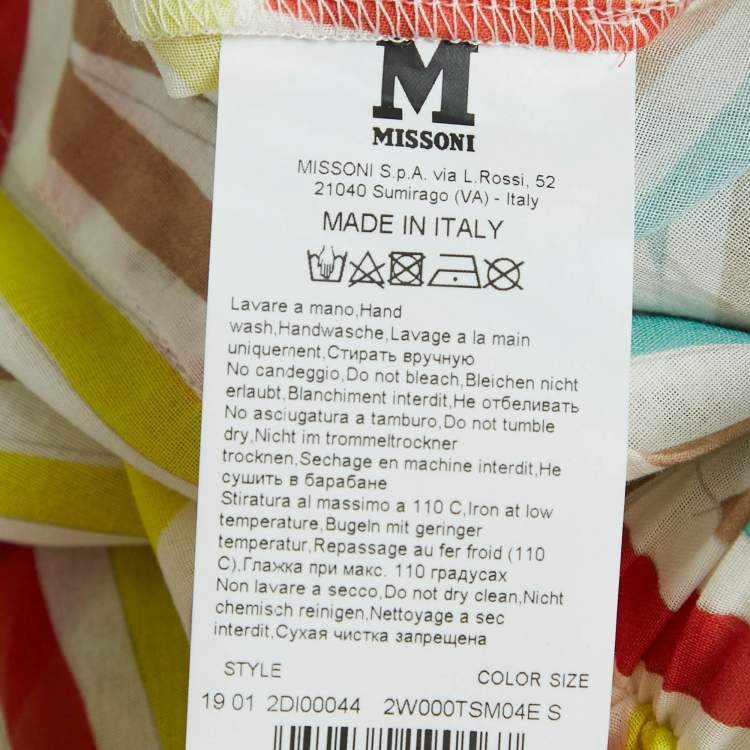 M
MISSONI
MISSONI S.p.A. via L.Rossi, 52
21040 Sumirago (VA) - Italy
MADE IN ITALY
Lavare a mano,Hand
wash,Handwasche,Lavage a la main
uniquement,Стирать вручную
No candeggio,Do not bleach,Bleichen nicht
erlaubt,Blanchiment interdit,Не отбеливать
No asciugatura a tamburo,Do not tumble
dry,Nicht im trommeltrockner
trocknen,Sechage en machine interdit,Не
сушить в барабане
Stiratura al massimo a 110 C,Iron at low
temperature,Bugeln mit geringer
temperatur,Repassage au fer froid (110
C),Глажка при макс. 110 градусах
Non lavare a secco,Do not dry clean,Nicht
chemisch reinigen,Nettoyage a sec
interdit,Сухая чистка запрещена
STYLE COLOR SIZE
19 01 2DI00044 2W000TSM04E S